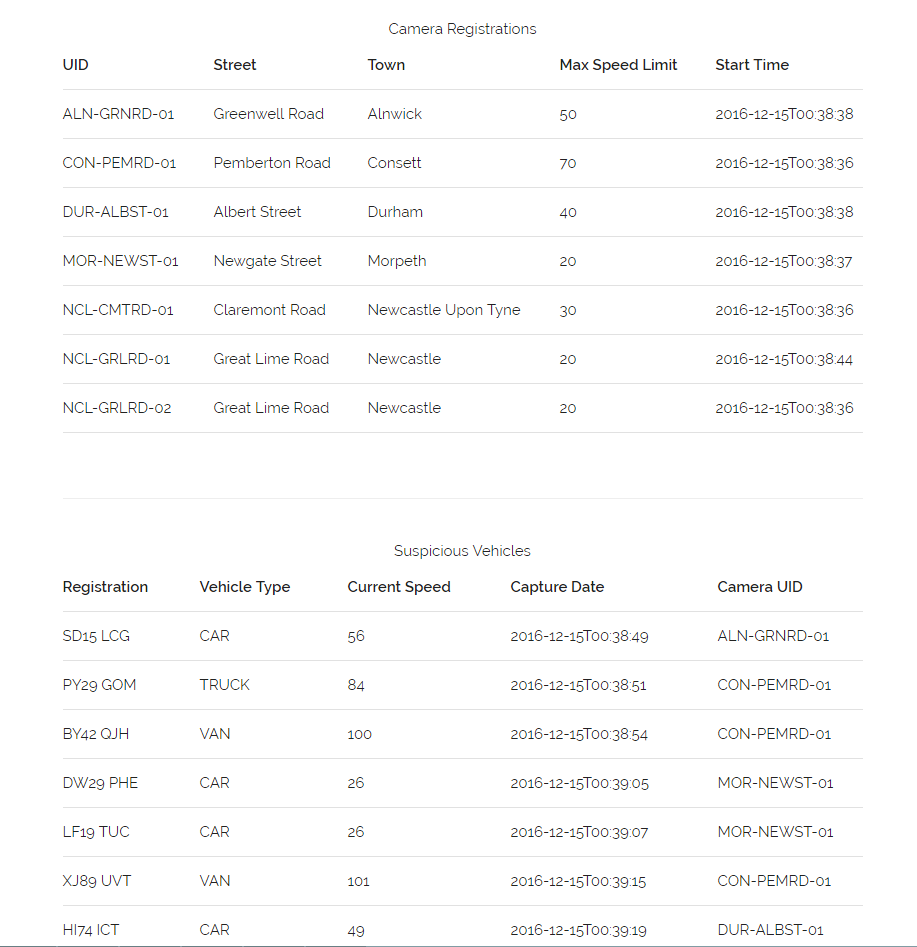 Camera Registrations
UID Street Town Max Speed Limit Start Time
ALN-GRNRD-01 Greenwell Road Alnwick 50 2016-12-15T00:38:38
CON-PEMRD-01 Pemberton Road Consett 70 2016-12-15T00:38:36
DUR-ALBST-01 Albert Street Durham 40 2016-12-15T00:38:38
MOR-NEWST-01 Newgate Street Morpeth 20 2016-12-15T00:38:37
NCL-CMTRD-01 Claremont Road Newcastle Upon Tyne 30 2016-12-15T00:38:36
NCL-GRLRD-01 Great Lime Road Newcastle 20 2016-12-15T00:38:44
NCL-GRLRD-02 Great Lime Road Newcastle 20 2016-12-15T00:38:36
Suspicious Vehicles
Registration Vehicle Type Current Speed Capture Date Camera UID
SD15 LCG CAR 56 2016-12-15T00:38:49 ALN-GRNRD-01
PY29 GOM TRUCK 84 2016-12-15T00:38:51 CON-PEMRD-01
BY42 QJH VAN 100 2016-12-15T00:38:54 CON-PEMRD-01
DW29 PHE CAR 26 2016-12-15T00:39:05 MOR-NEWST-01
LF19 TUC CAR 26 2016-12-15T00:39:07 MOR-NEWST-01
XJ89 UVT VAN 101 2016-12-15T00:39:15 CON-PEMRD-01
HI74 ICT CAR 49 2016-12-15T00:39:19 DUR-ALBST-01